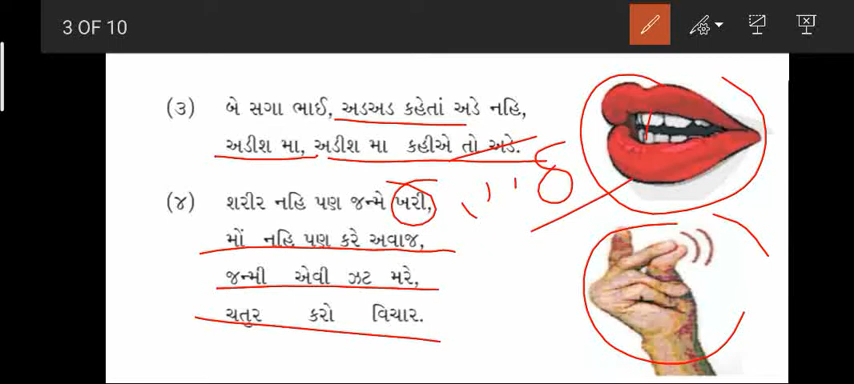 3 OF 10
(૩) બે સગા ભાઈ, અડઅડ કહેતાં અડે નહિ,
અડીશ મા, અડીશ મા કહીએ તો અડે.
(૪) શરીર નહિ પણ જન્મે ખરી,
મોં નહિ પણ કરે અવાજ,
જન્મી એવી ઝટ મરે,
ચતુર કરો વિચાર.